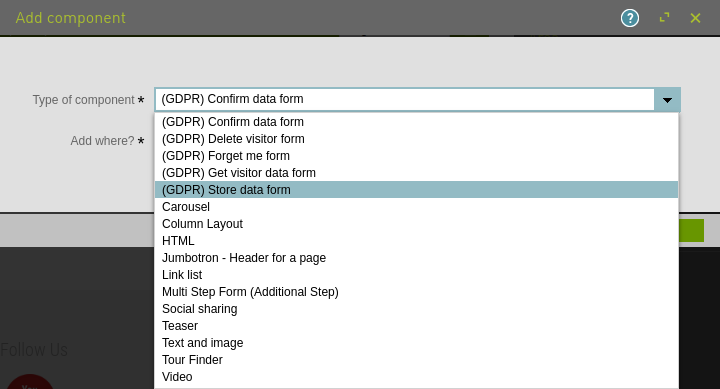 Add component
?
Type of component *
(GDPR) Confirm data form
Add where? *
(GDPR) Confirm data form
(GDPR) Delete visitor form
(GDPR) Forget me form
(GDPR) Get visitor data form
(GDPR) Store data form
Carousel
Column Layout
HTML
Jumbotron - Header for a page
Link list
Multi Step Form (Additional Step)
Social sharing
Teaser
Text and image
Tour Finder
Video
Follow Us
You